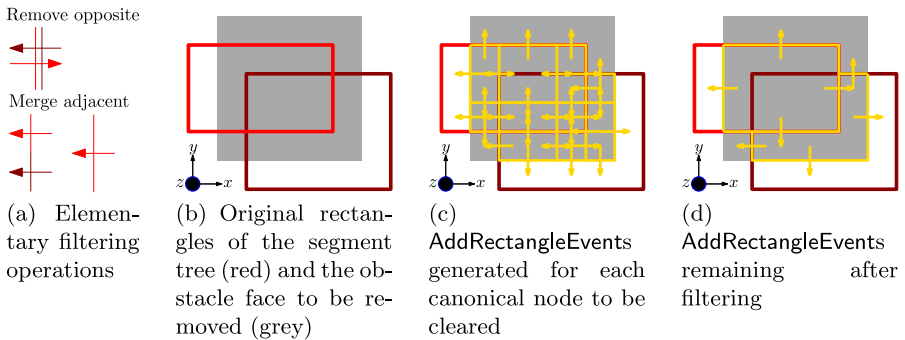 Remove opposite
Merge adjacent
y
z
x
y
z
x
y
z
x
(a) Elemen-
tary filtering
operations
(b) Original rectan-
gles of the segment
tree (red) and the ob-
stacle face to be re-
moved (grey)
(c)
AddRectangleEvents
generated for each
canonical node to be
cleared
(d)
AddRectangleEvents
remaining after
filtering